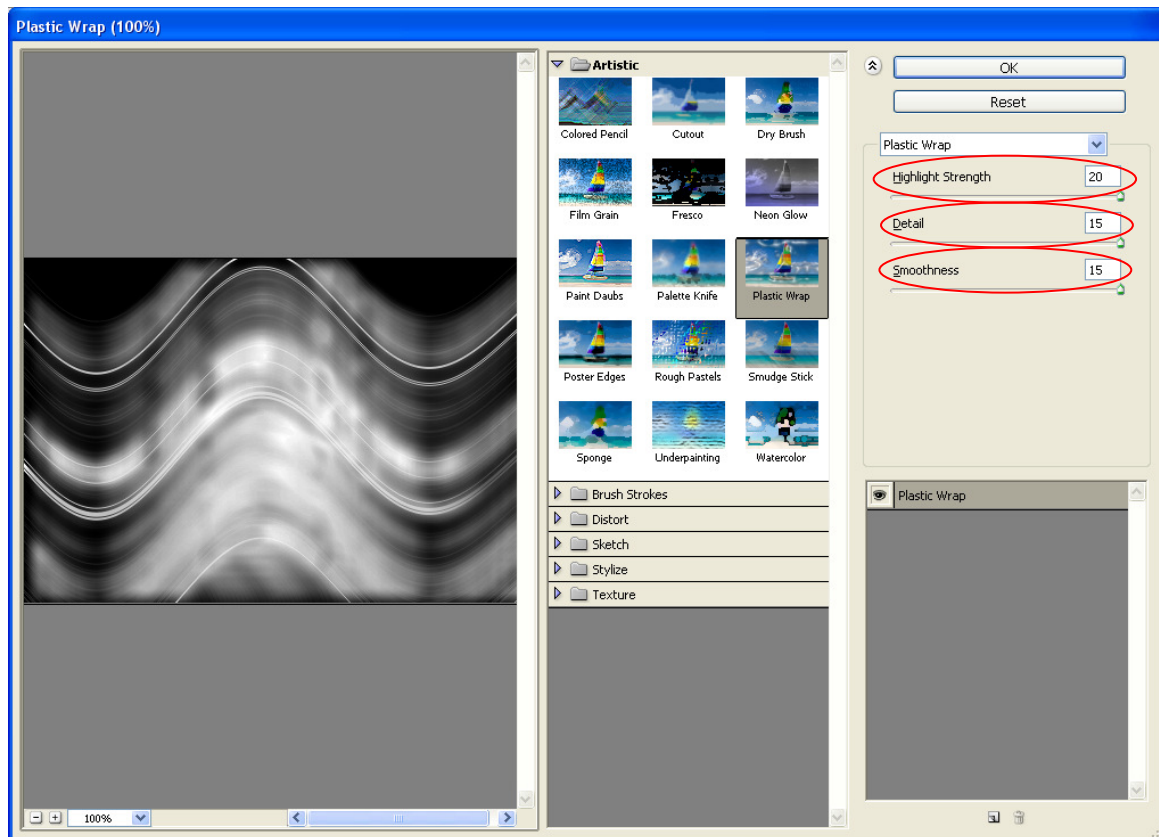 Plastic Wrap (100%)
Artistic
Colored Pencil
Cutout
Dry Brush
Film Grain
Fresco
Neon Glow
Paint Daubs
Palette Knife
Plastic Wrap
Poster Edges
Rough Pastels
Smudge Stick
Sponge
Underpainting
Watercolor
Brush Strokes
Distort
Sketch
Stylize
Texture
100%
OK
Reset
Plastic Wrap
Highlight Strength 20
Detail 15
Smoothness 15
Plastic Wrap